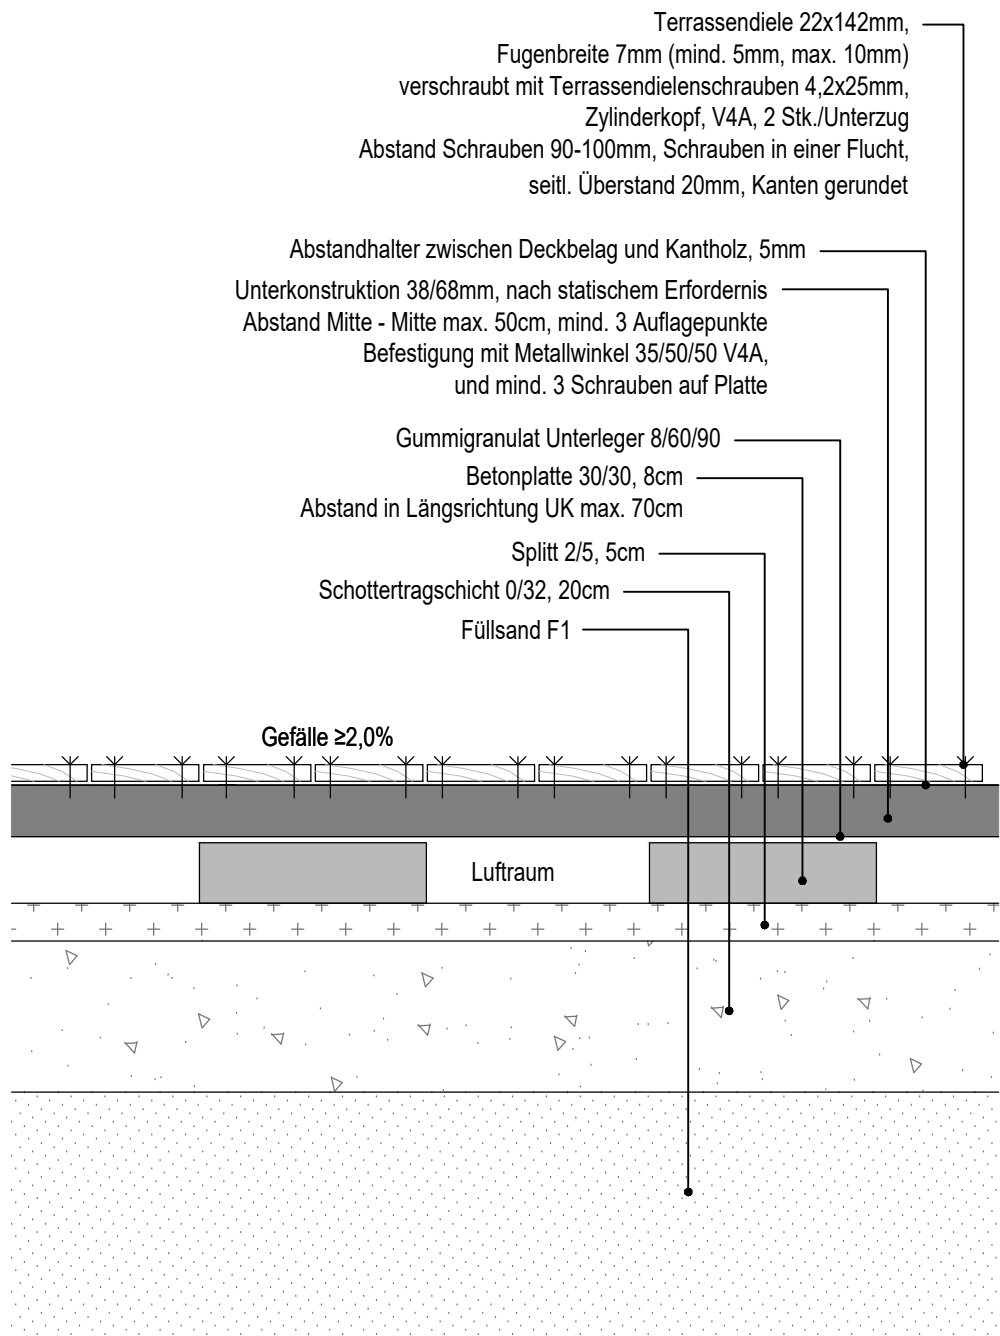 Terrassendiele 22x142mm,
Fugenbreite 7mm (mind. 5mm, max. 10mm)
verschraubt mit Terrassendielenschrauben 4,2x25mm,
Zylinderkopf, V4A, 2 Stk./Unterzug
Abstand Schrauben 90-100mm, Schrauben in einer Flucht,
seitl. Überstand 20mm, Kanten gerundet
Abstandhalter zwischen Deckbelag und Kantholz, 5mm
Unterkonstruktion 38/68mm, nach statischem Erfordernis
Abstand Mitte - Mitte max. 50cm, mind. 3 Auflagepunkte
Befestigung mit Metallwinkel 35/50/50 V4A,
und mind. 3 Schrauben auf Platte
Gummigranulat Unterleger 8/60/90
Betonplatte 30/30, 8cm
Abstand in Längsrichtung UK max. 70cm
Splitt 2/5, 5cm
Schottertragschicht 0/32, 20cm
Füllsand F1
Gefälle ≥2,0%
Luftraum